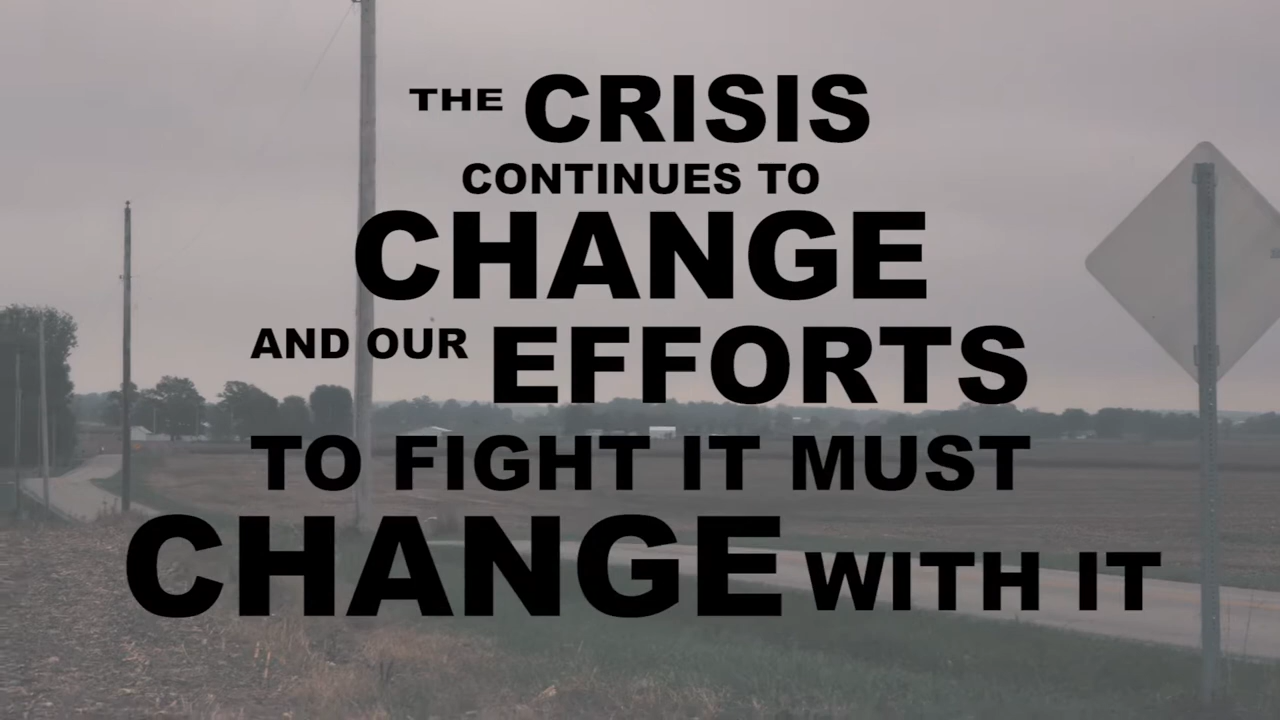 THE CRISIS
CONTINUES TO
CHANGE
AND OUR EFFORTS
TO FIGHT IT MUST
CHANGE WITH IT